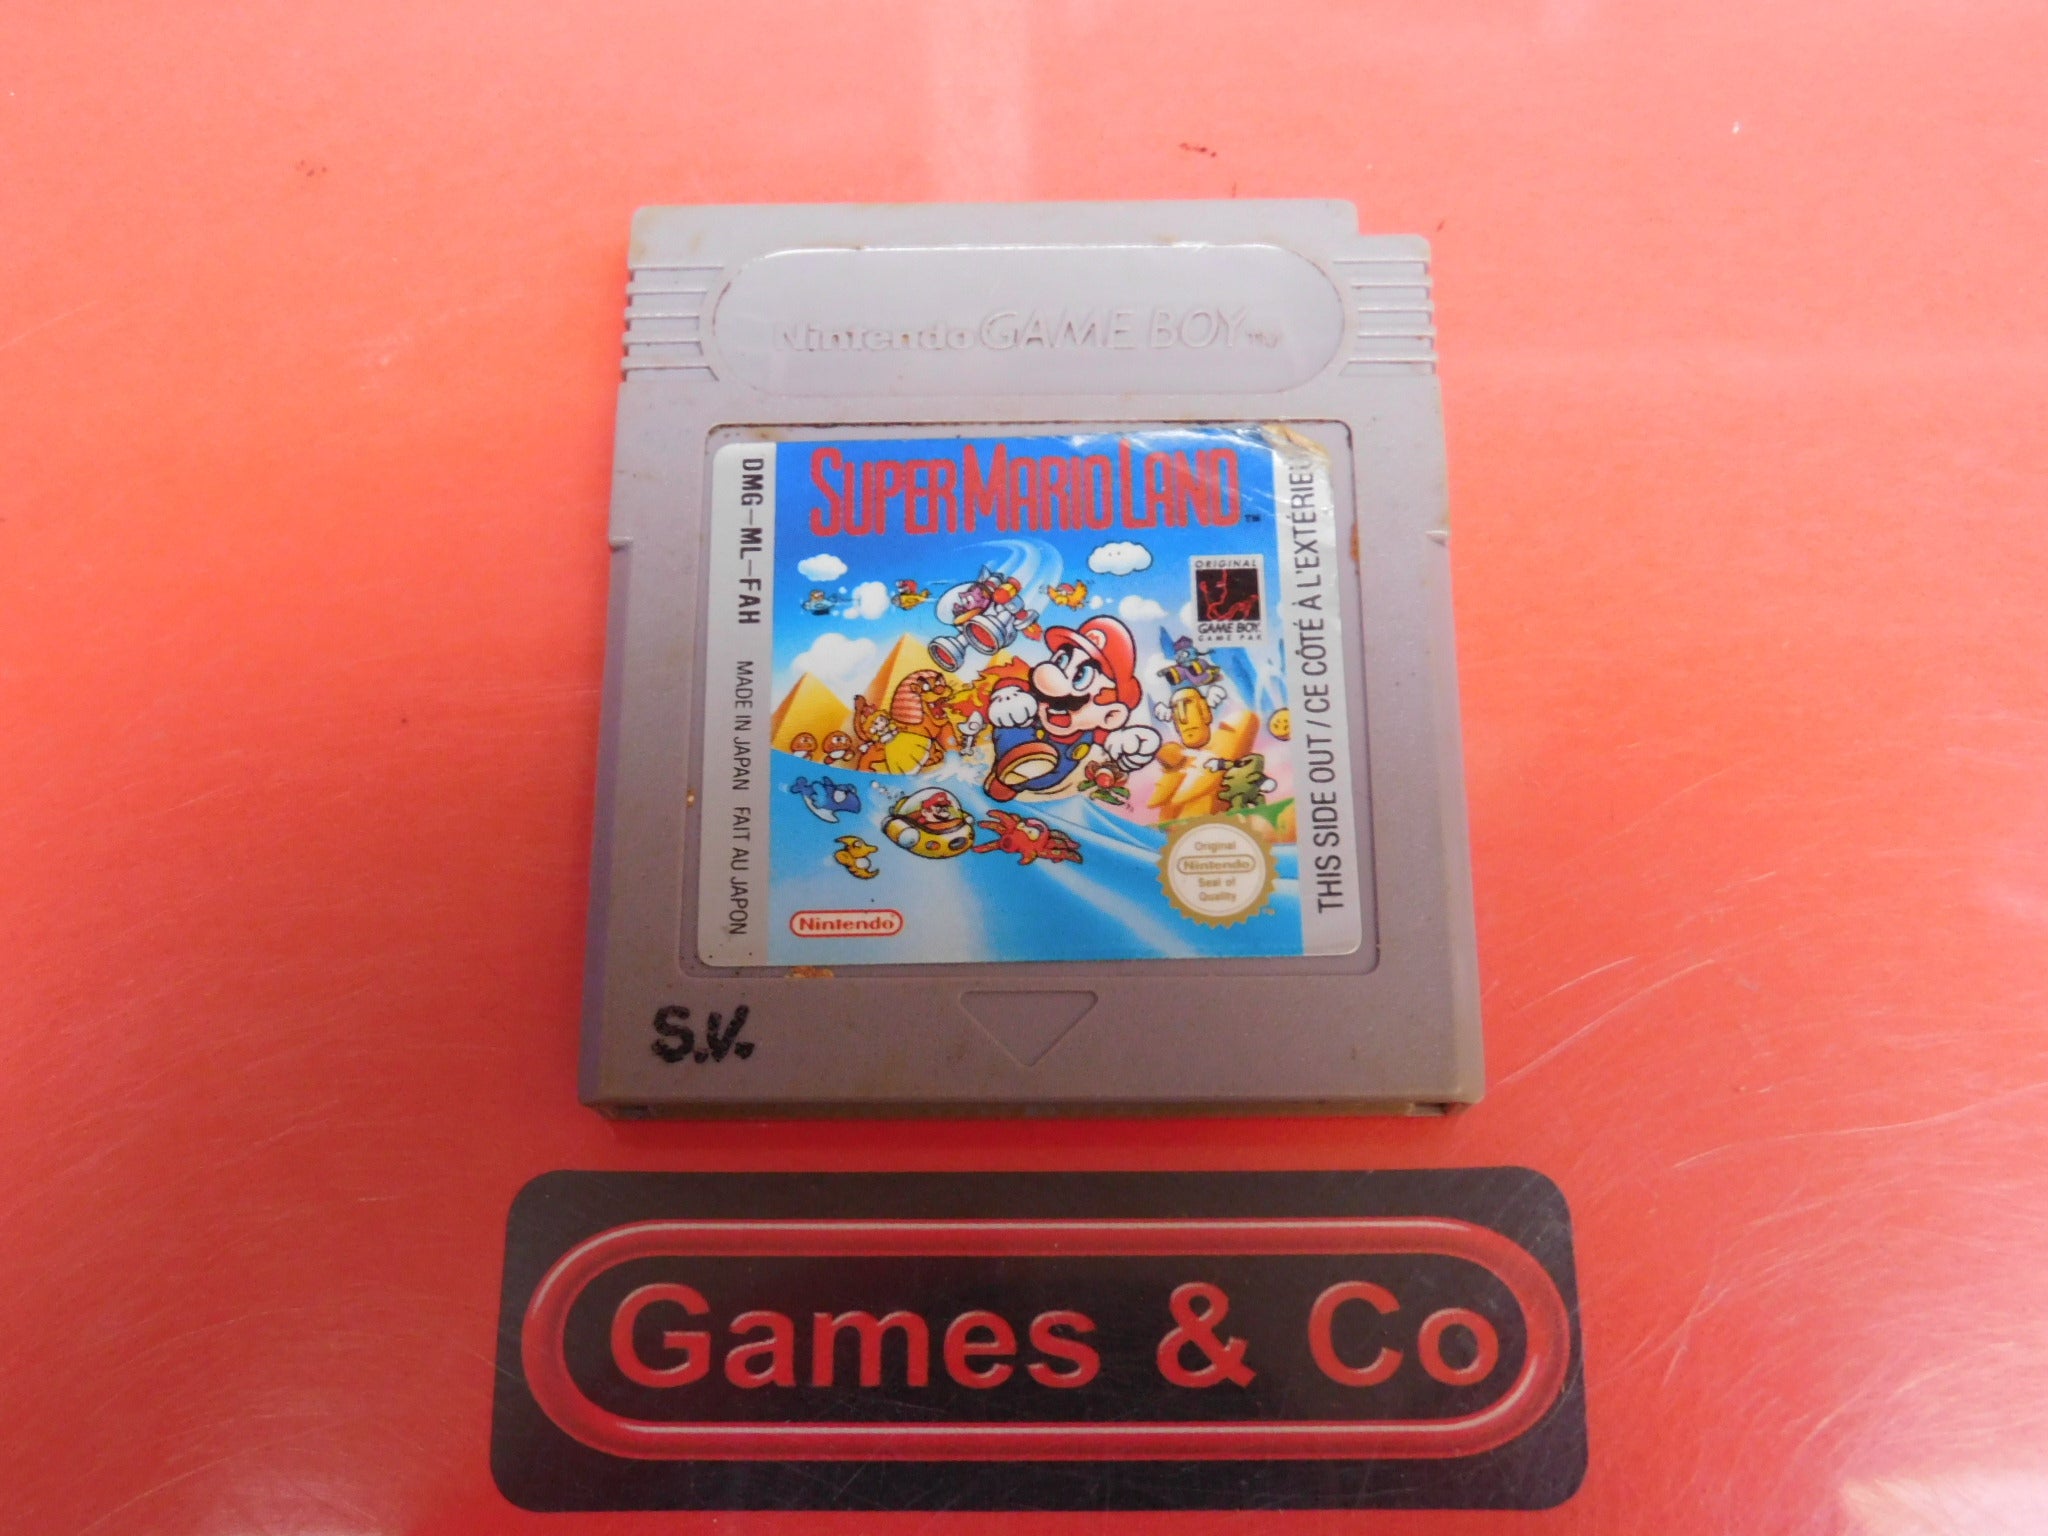 Nintendo GAME BOY TM
DMG-ML-FAH MADE IN JAPAN FAIT AU JAPON
SUPER MARIO LAND TM
ORIGINAL
GAME BOY
GAME PAK
M
Original
Nintendo
Seal of
Quality
Nintendo
THIS SIDE OUT / CE CÔTÉ À L'EXTÉRIEU
S.V.
Games & Co